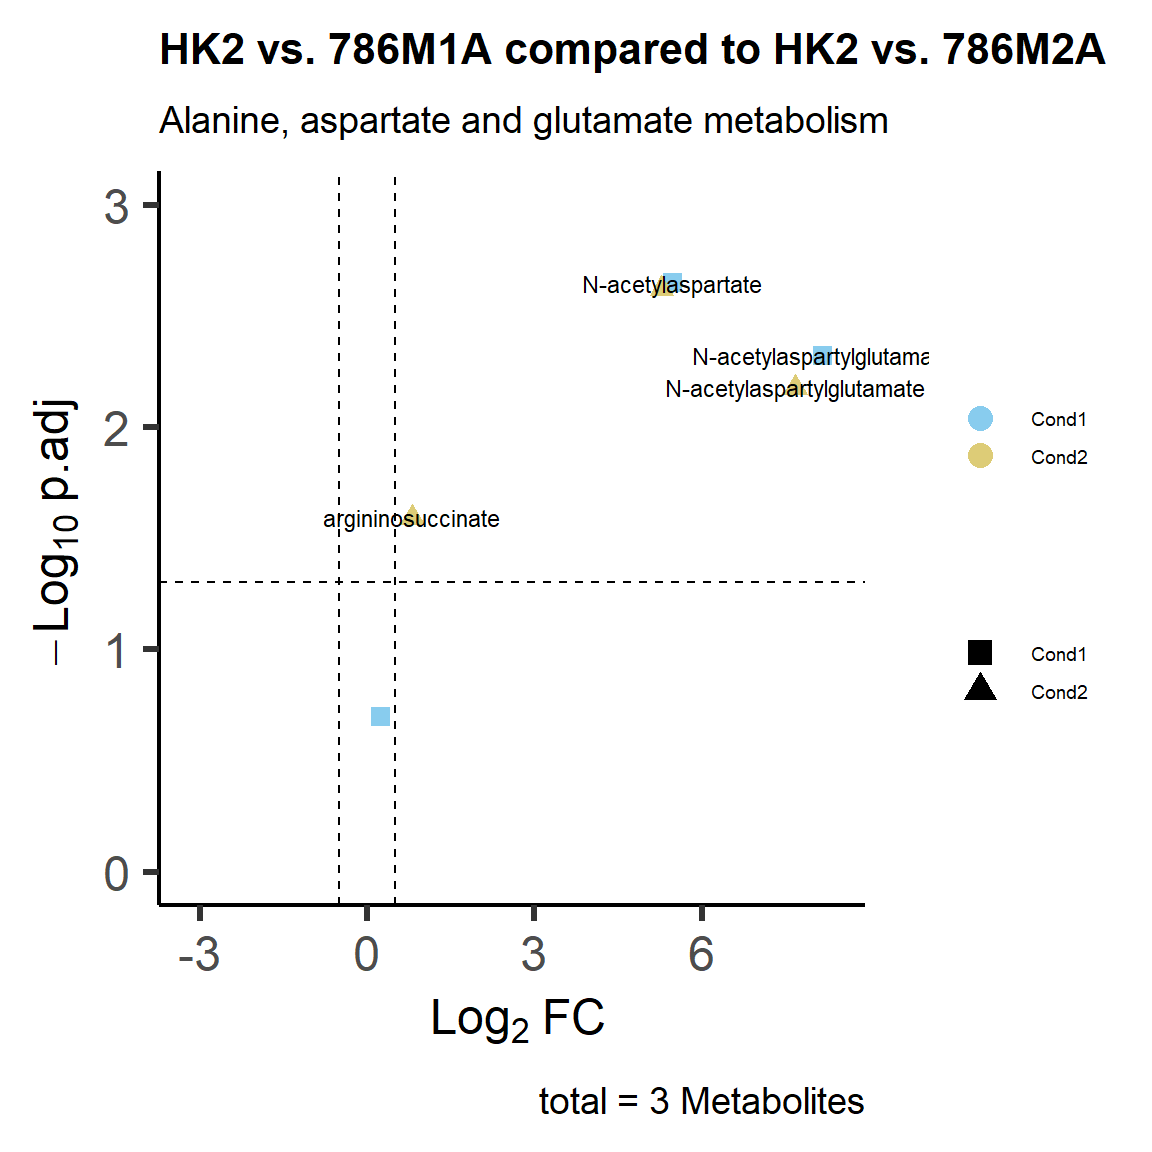 HK2 vs. 786M1A compared to HK2 vs. 786M2A
Alanine, aspartate and glutamate metabolism
−Log10 p.adj
3
2
1
0
N-acetylaspartate
N-acetylaspartylglutama
N-acetylaspartylglutamate
argininosuccinate
Cond1
Cond2
Cond1
Cond2
-3 0 3 6
Log2 FC
total = 3 Metabolites